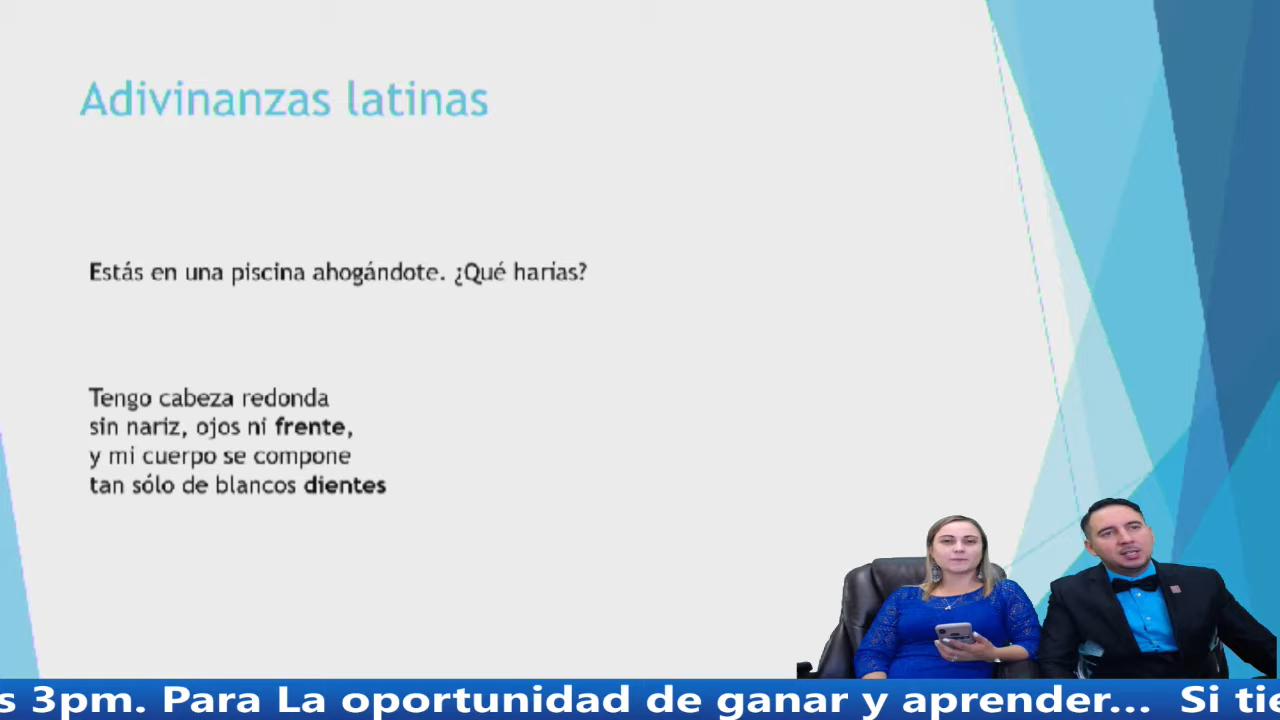 Adivinanzas latinas
Estás en una piscina ahogándote. ¿Qué harias?
Tengo cabeza redonda
sin nariz, ojos ni frente,
y mi cuerpo se compone
tan sólo de blancos dientes
s 3pm. Para La oportunidad de ganar y aprender... Si tie